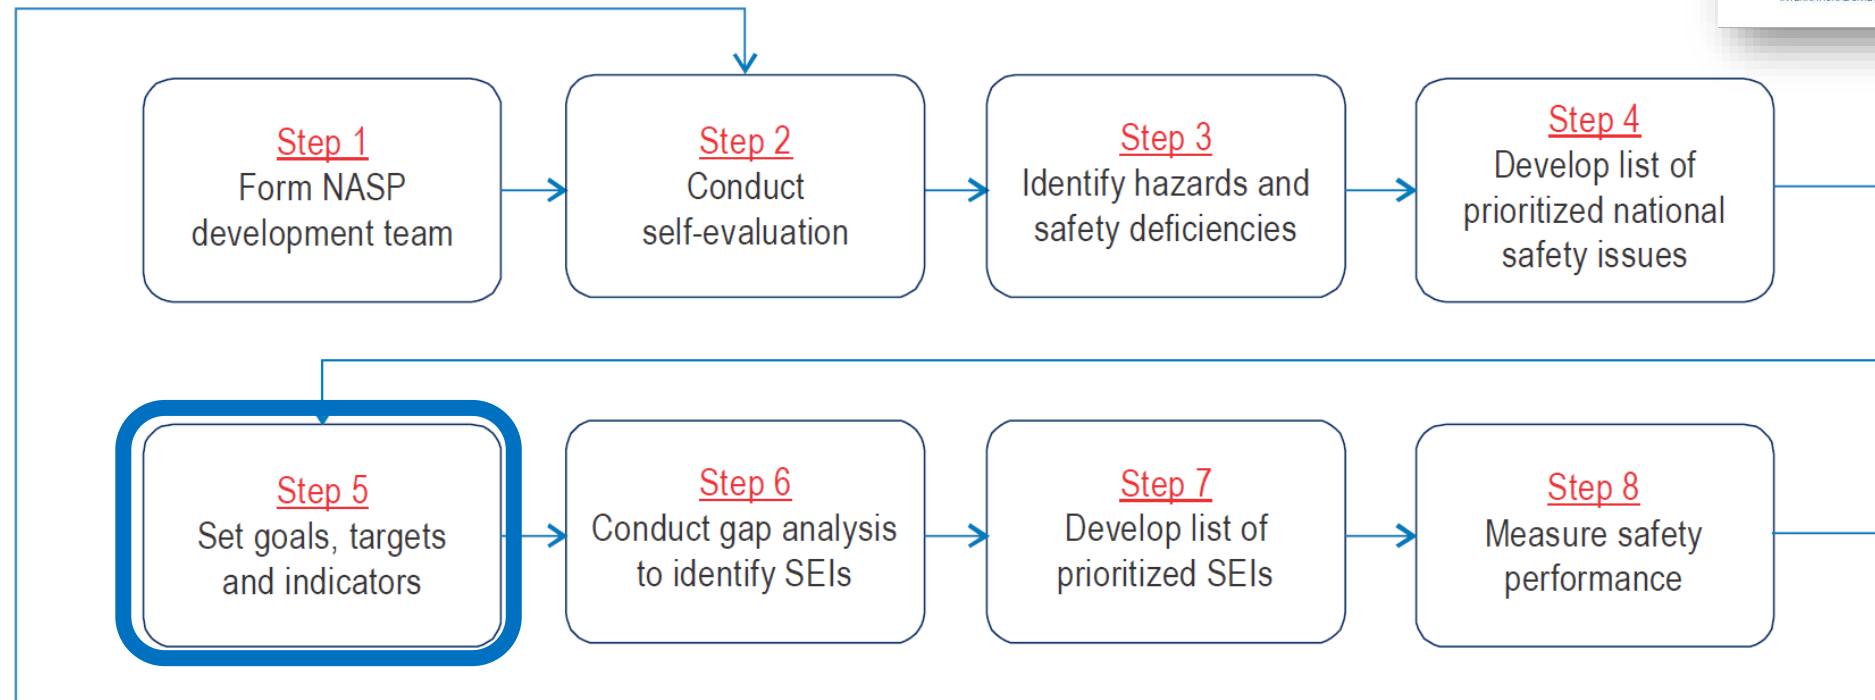 Step 1
Form NASP
development team
Step 2
Conduct
self-evaluation
Step 3
Identify hazards and
safety deficiencies
Step 4
Develop list of
prioritized national
safety issues
Step 5
Set goals, targets
and indicators
Step 6
Conduct gap analysis
to identify SEIs
Step 7
Develop list of
prioritized SEIs
Step 8
Measure safety
performance